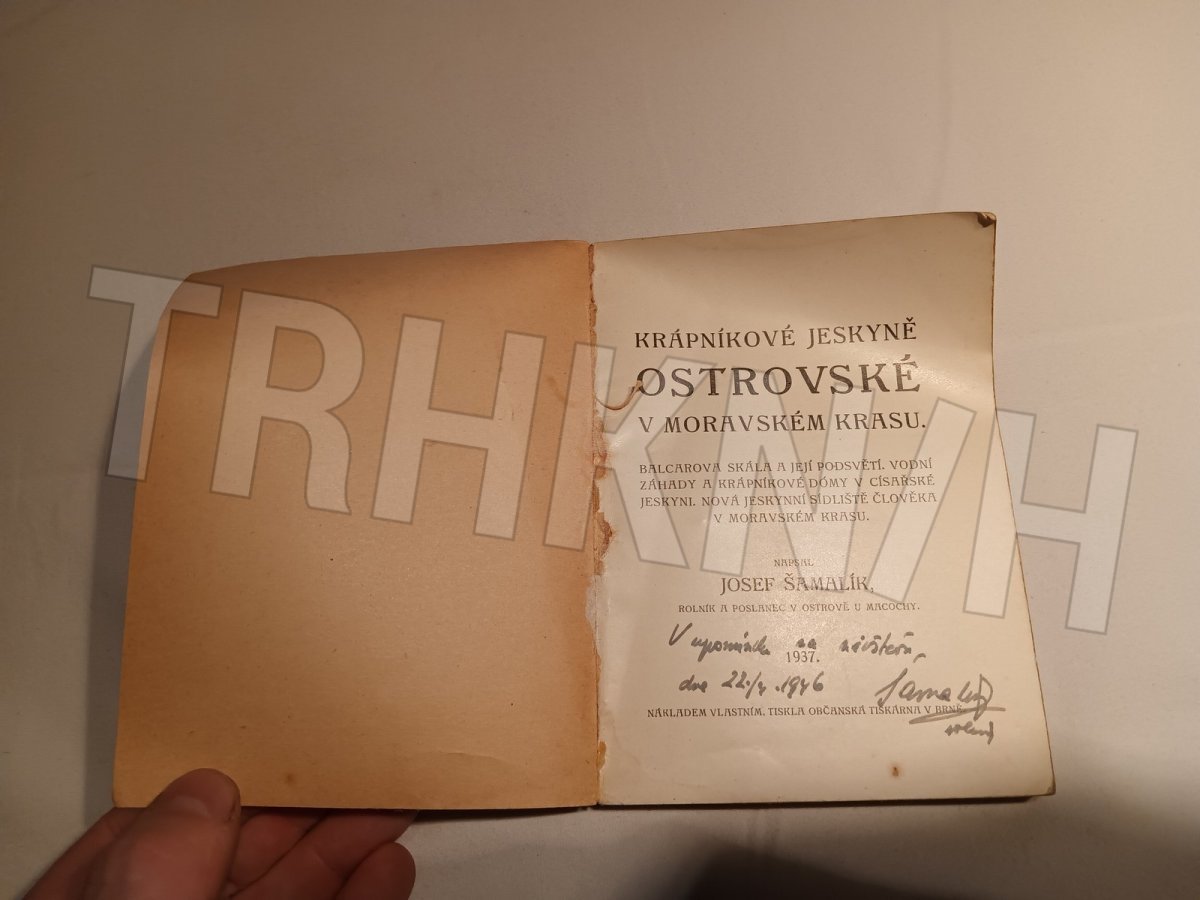 KRÁPNÍKOVÉ JESKYNĚ
OSTROVSKÉ
V MORAVSKÉM KRASU.
BALCAROVA SKÁLA A JEJÍ PODSVĚTÍ. VODNÍ
ZÁHADY A KRÁPNÍKOVÉ DÓMY V CÍSAŘSKÉ
JESKYNI. NOVÁ JESKYNNÍ SÍDLIŠTĚ ČLOVĚKA
V MORAVSKÉM KRASU.
NAPSAL
JOSEF ŠAMALÍK,
ROLNÍK A POSLANEC V OSTROVĚ U MACOCHY.
V upomínku na návštěvu,
1937.
dne 22./4. 1946 Šamalík
NÁKLADEM VLASTNÍM. TISKLA OBČANSKÁ TISKÁRNA V BRNĚ.
TRHKNIH